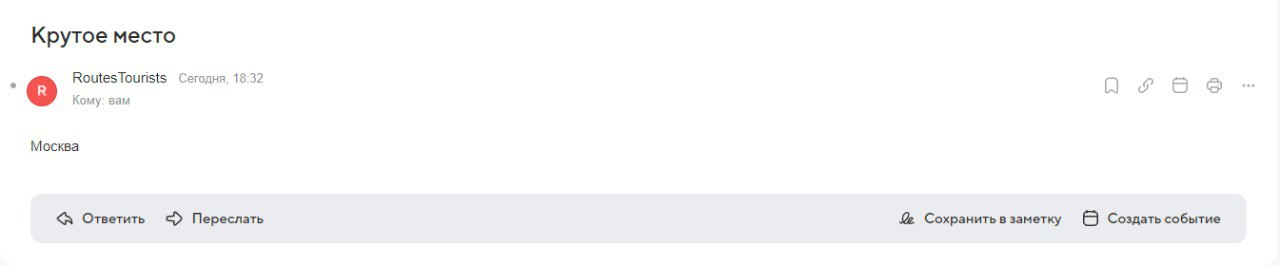 Крутое место
R
RoutesTourists Сегодня, 18:32
Кому: вам
Москва
Ответить Переслать Сохранить в заметку Создать событие